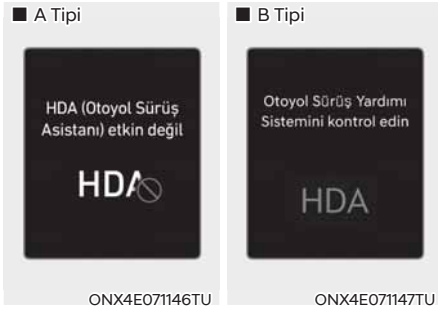 ■ A Tipi
HDA (Otoyol Sürüş
Asistanı) etkin değil
HDA
ONX4E071146TU
■ B Tipi
Otoyol Sürüş Yardımı
Sistemini kontrol edin
HDA
ONX4E071147TU